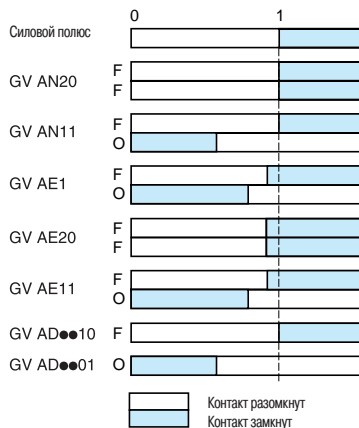 0 1
Силовой полюс
GV AN20 F
F
GV AN11 F
O
GV AE1 F
O
GV AE20 F
F
GV AE11 F
O
GV AD●●10 F
GV AD●●01 O
Контакт разомкнут
Контакт замкнут